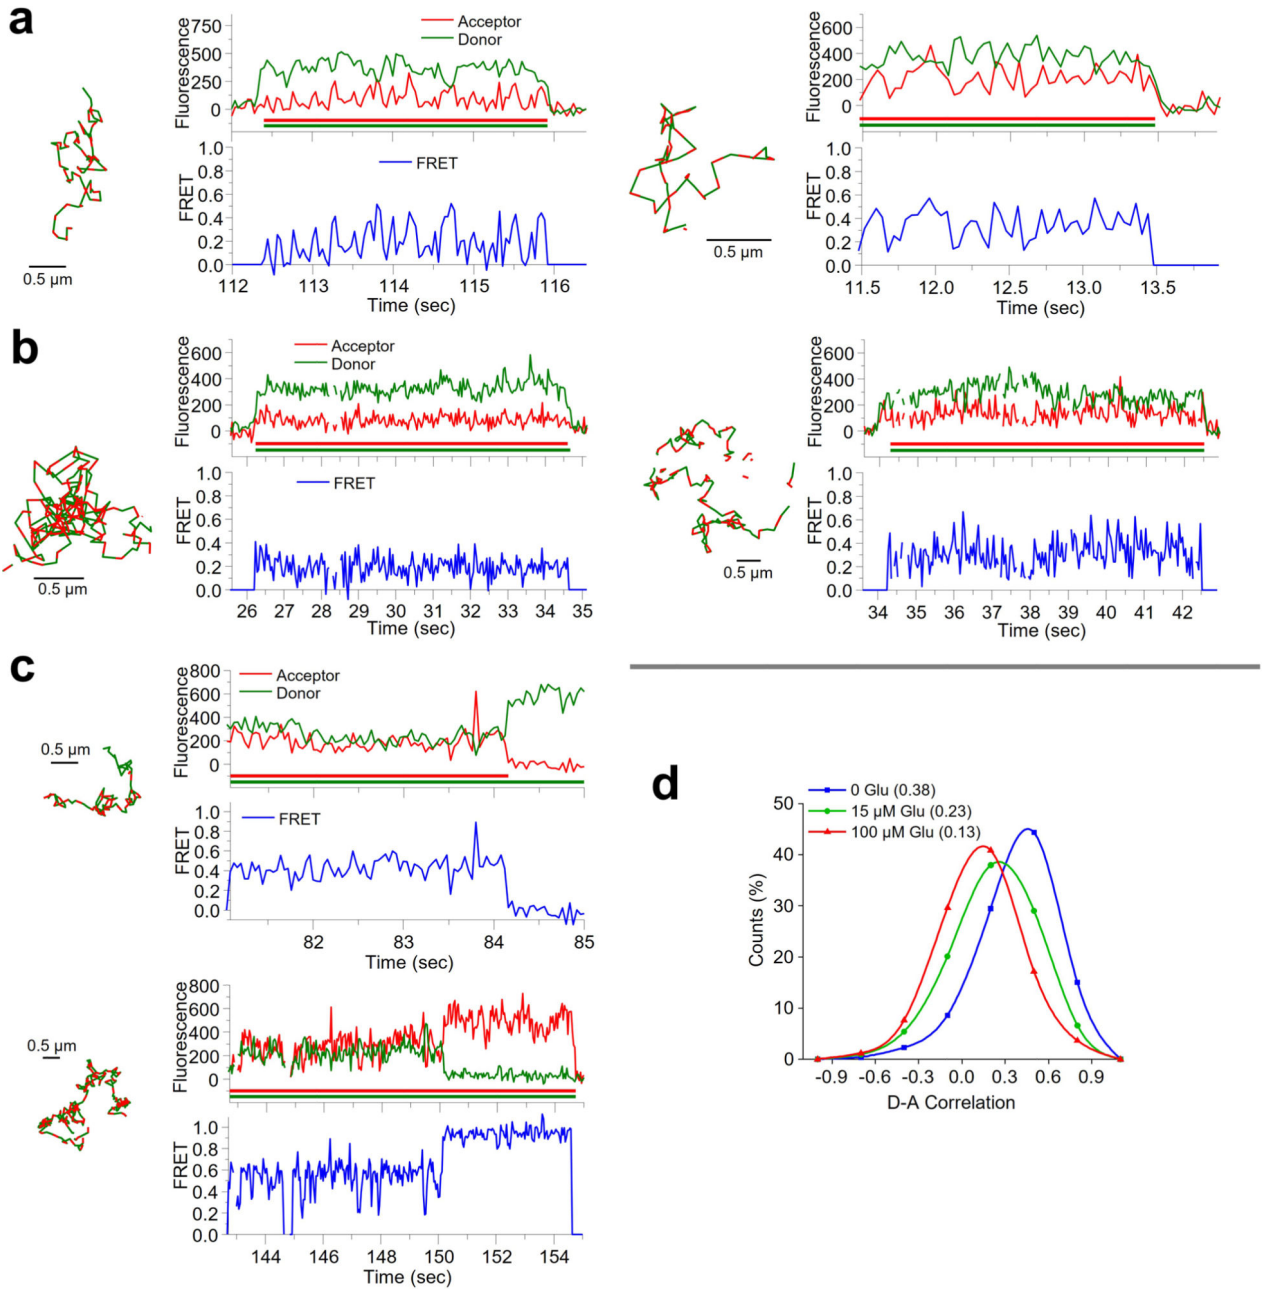 a
Fluorescence
750
500
250
0
Acceptor
Donor
FRET
1.0
0.8
0.6
0.4
0.2
0.0
FRET
112
113
114
115
116
Time (sec)
0.5 µm
Fluorescence
600
400
200
0
FRET
1.0
0.8
0.6
0.4
0.2
0.0
11.5
12.0
12.5
13.0
13.5
Time (sec)
0.5 µm
b
Fluorescence
600
400
200
0
Acceptor
Donor
FRET
1.0
0.8
0.6
0.4
0.2
0.0
FRET
26
27
28
29
30
31
32
33
34
35
Time (sec)
0.5 µm
Fluorescence
600
400
200
0
FRET
1.0
0.8
0.6
0.4
0.2
0.0
34
35
36
37
38
39
40
41
42
Time (sec)
0.5 µm
c
Fluorescence
800
600
400
200
0
Acceptor
Donor
0.5 µm
FRET
1.0
0.8
0.6
0.4
0.2
0.0
FRET
82
83
84
85
Time (sec)
Fluorescence
800
600
400
200
0
0.5 µm
FRET
1.0
0.8
0.6
0.4
0.2
0.0
144
146
148
150
152
154
Time (sec)
d
0 Glu (0.38)
15 µM Glu (0.23)
100 µM Glu (0.13)
Counts (%)
50
40
30
20
10
0
-0.9
-0.6
-0.3
0.0
0.3
0.6
0.9
D-A Correlation